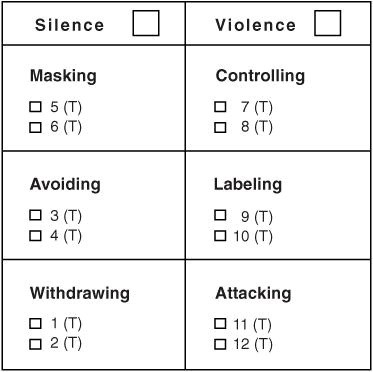 Silence
Violence
Masking
5 (T)
6 (T)
Controlling
7 (T)
8 (T)
Avoiding
3 (T)
4 (T)
Labeling
9 (T)
10 (T)
Withdrawing
1 (T)
2 (T)
Attacking
11 (T)
12 (T)